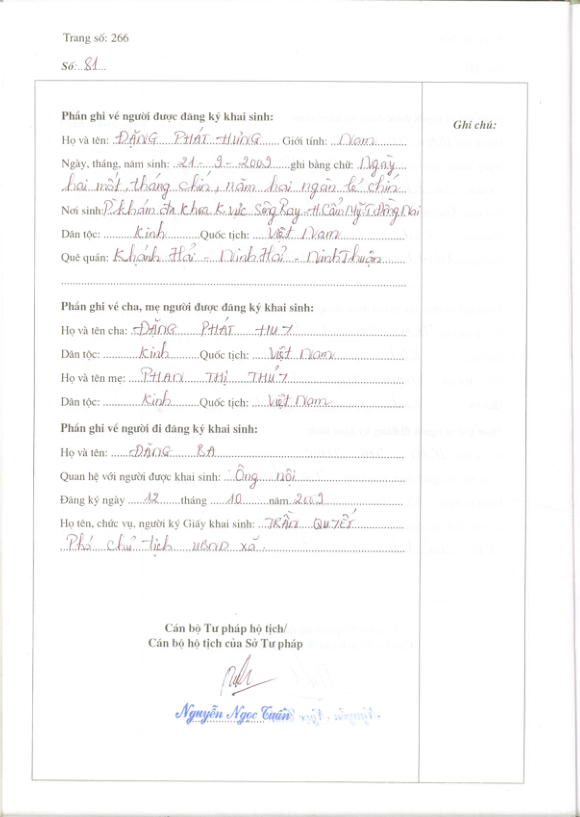 Trang số: 266
Số: 81
Phần ghi về người được đăng ký khai sinh:
Ghi chú:
Họ và tên: ĐẶNG PHÁT HƯNG Giới tính: Nam
Ngày, tháng, năm sinh: 21 - 9 - 2009 ghi bằng chữ: Ngày
hai mốt, tháng chín, năm hai ngàn lẻ chín
Nơi sinh: P. khám đa khoa K. vực Sông Ray - H. Cẩm Mỹ, T. Đồng Nai
Dân tộc: Kinh Quốc tịch: Việt Nam
Quê quán: Khánh Hải - Ninh Hải - Ninh Thuận
Phần ghi về cha, mẹ người được đăng ký khai sinh:
Họ và tên cha: ĐẶNG PHÁT HUY
Dân tộc: Kinh Quốc tịch: Việt Nam
Họ và tên mẹ: PHAN THỊ THÚY
Dân tộc: Kinh Quốc tịch: Việt Nam
Phần ghi về người đi đăng ký khai sinh:
Họ và tên: ĐẶNG BA
Quan hệ với người được khai sinh: Ông nội
Đăng ký ngày 12 tháng 10 năm 2009
Họ tên, chức vụ, người ký Giấy khai sinh: TRẦN QUYẾT
Phó chủ tịch UBND xã
Cán bộ Tư pháp hộ tịch/
Cán bộ hộ tịch của Sở Tư pháp
Nguyễn Ngọc Tuấn